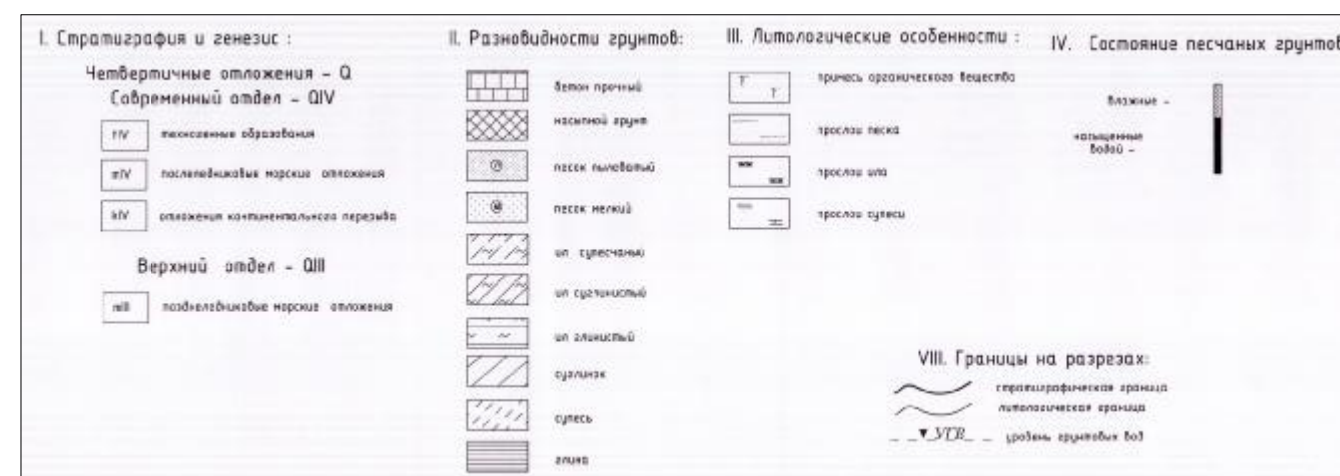 I. Стратиграфия и генезис :
Четвертичные отложения – Q
Современный отдел – QIV
tIV техногенные образования
mIV послеледниковые морские отложения
kIV отложения континентального перерыва
Верхний отдел – QIII
mIII позднеледниковые морские отложения
II. Разновидности грунтов:
бетон прочный
насыпной грунт
песок пылеватый
песок мелкий
ил супесчаный
ил суглинистый
ил глинистый
суглинок
супесь
глина
III. Литологические особенности :
примесь органического вещества
прослои песка
прослои ила
прослои супеси
IV. Состояние песчаных грунтов
влажные –
насыщенные
водой –
VIII. Границы на разрезах:
стратиграфическая граница
литологическая граница
УГВ уровень грунтовых вод